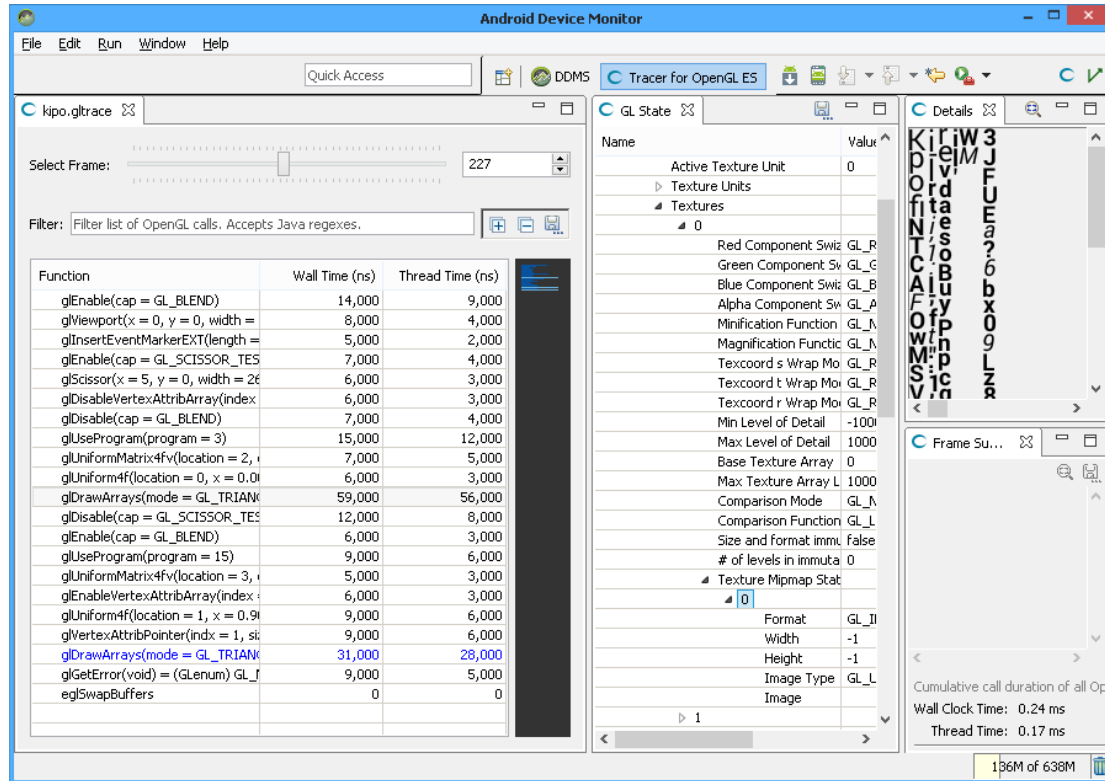 Android Device Monitor
File Edit Run Window Help
Quick Access
DDMS
Tracer for OpenGL ES
kipo.gltrace
Select Frame:
227
Filter:
Filter list of OpenGL calls. Accepts Java regexes.
Function Wall Time (ns) Thread Time (ns)
glEnable(cap = GL_BLEND) 14,000 9,000
glViewport(x = 0, y = 0, width = 8,000 4,000
glInsertEventMarkerEXT(length = 5,000 2,000
glEnable(cap = GL_SCISSOR_TES 7,000 4,000
glScissor(x = 5, y = 0, width = 26 6,000 3,000
glDisableVertexAttribArray(index 6,000 3,000
glDisable(cap = GL_BLEND) 7,000 4,000
glUseProgram(program = 3) 15,000 12,000
glUniformMatrix4fv(location = 2, 7,000 5,000
glUniform4f(location = 0, x = 0.0 6,000 3,000
glDrawArrays(mode = GL_TRIAN 59,000 56,000
glDisable(cap = GL_SCISSOR_TES 12,000 8,000
glEnable(cap = GL_BLEND) 6,000 3,000
glUseProgram(program = 15) 9,000 6,000
glUniformMatrix4fv(location = 3, 5,000 3,000
glEnableVertexAttribArray(index 6,000 3,000
glUniform4f(location = 1, x = 0.9 9,000 6,000
glVertexAttribPointer(indx = 1, si 9,000 6,000
glDrawArrays(mode = GL_TRIAN 31,000 28,000
glGetError(void) = (GLenum) GL_ 9,000 5,000
eglSwapBuffers 0 0
GL State
Name Value
Active Texture Unit 0
Texture Units
Textures
0
Red Component Swiz GL_R
Green Component Sw GL_G
Blue Component Swiz GL_B
Alpha Component Sw GL_A
Minification Function GL_N
Magnification Functic GL_N
Texcoord s Wrap Mo GL_R
Texcoord t Wrap Mo GL_R
Texcoord r Wrap Mo GL_R
Min Level of Detail -100
Max Level of Detail 1000
Base Texture Array 0
Max Texture Array L 1000
Comparison Mode GL_N
Comparison Function GL_L
Size and format immu false
# of levels in immuta 0
Texture Mipmap Stat
0
Format GL_
Width -1
Height -1
Image Type GL_U
Image
1
Details
Frame Su...
Cumulative call duration of all Op
Wall Clock Time: 0.24 ms
Thread Time: 0.17 ms
136M of 638M